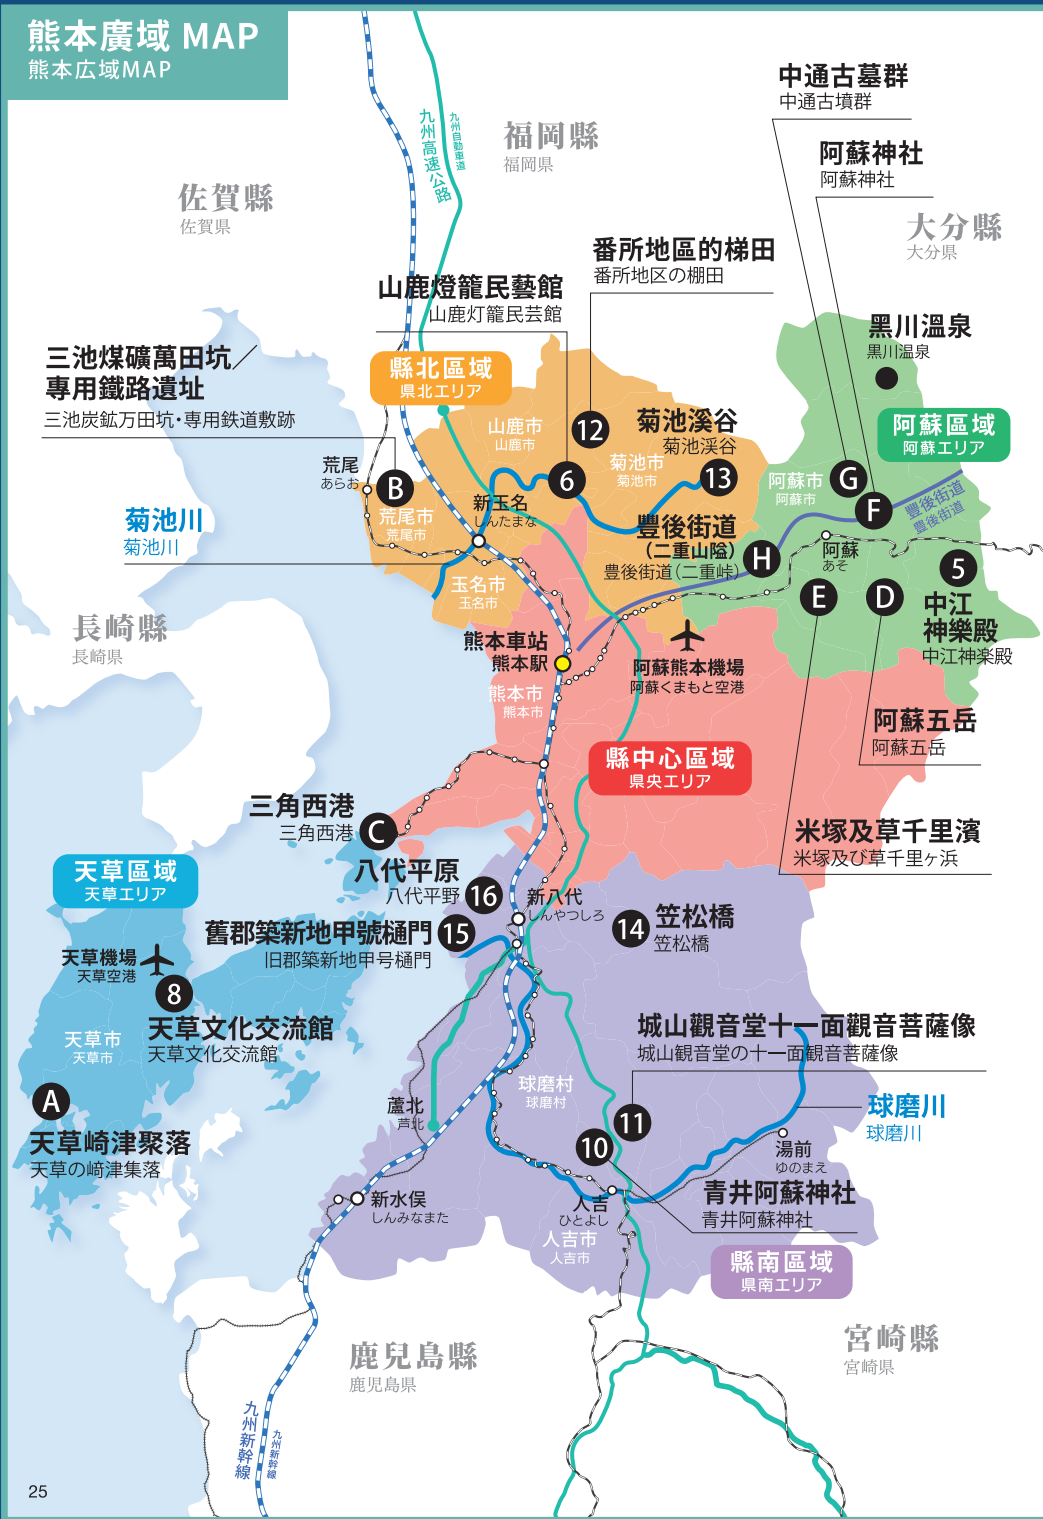 熊本廣域 MAP
熊本広域MAP
九州高速公路
九州自動車道
福岡縣
福岡県
佐賀縣
佐賀県
大分縣
大分県
中通古墓群
中通古墳群
阿蘇神社
阿蘇神社
番所地區的梯田
番所地区の棚田
山鹿燈籠民藝館
山鹿灯籠民芸館
黑川溫泉
黒川温泉
三池煤礦萬田坑／
專用鐵路遺址
三池炭鉱万田坑・専用鉄道敷跡
縣北區域
県北エリア
山鹿市
山鹿市
12
菊池溪谷
菊池渓谷
菊池市
菊池市
13
阿蘇區域
阿蘇エリア
阿蘇市
阿蘇市
G
F
豐後街道
豊後街道
荒尾
あらお
B
6
荒尾市
荒尾市
新玉名
しんたまな
菊池川
菊池川
豐後街道
（二重山隘）
豊後街道（二重峠）
H
阿蘇
あそ
5
E
D
中江
神樂殿
中江神楽殿
玉名市
玉名市
長崎縣
長崎県
熊本車站
熊本駅
阿蘇熊本機場
阿蘇くまもと空港
熊本市
熊本市
阿蘇五岳
阿蘇五岳
縣中心區域
県央エリア
三角西港
三角西港
C
米塚及草千里濱
米塚及び草千里ヶ浜
天草區域
天草エリア
八代平原
八代平野
16
新八代
しんやつしろ
14
笠松橋
笠松橋
舊郡築新地甲號樋門
旧郡築新地甲号樋門
15
天草機場
天草空港
8
天草文化交流館
天草文化交流館
天草市
天草市
城山觀音堂十一面觀音菩薩像
城山観音堂の十一面観音菩薩像
球磨村
球磨村
球磨川
球磨川
A
天草崎津聚落
天草の﨑津集落
蘆北
芦北
11
10
湯前
ゆのまえ
青井阿蘇神社
青井阿蘇神社
新水俣
しんみなまた
人吉
ひとよし
人吉市
人吉市
縣南區域
県南エリア
鹿兒島縣
鹿児島県
宮崎縣
宮崎県
九州新幹線
九州新幹線
25